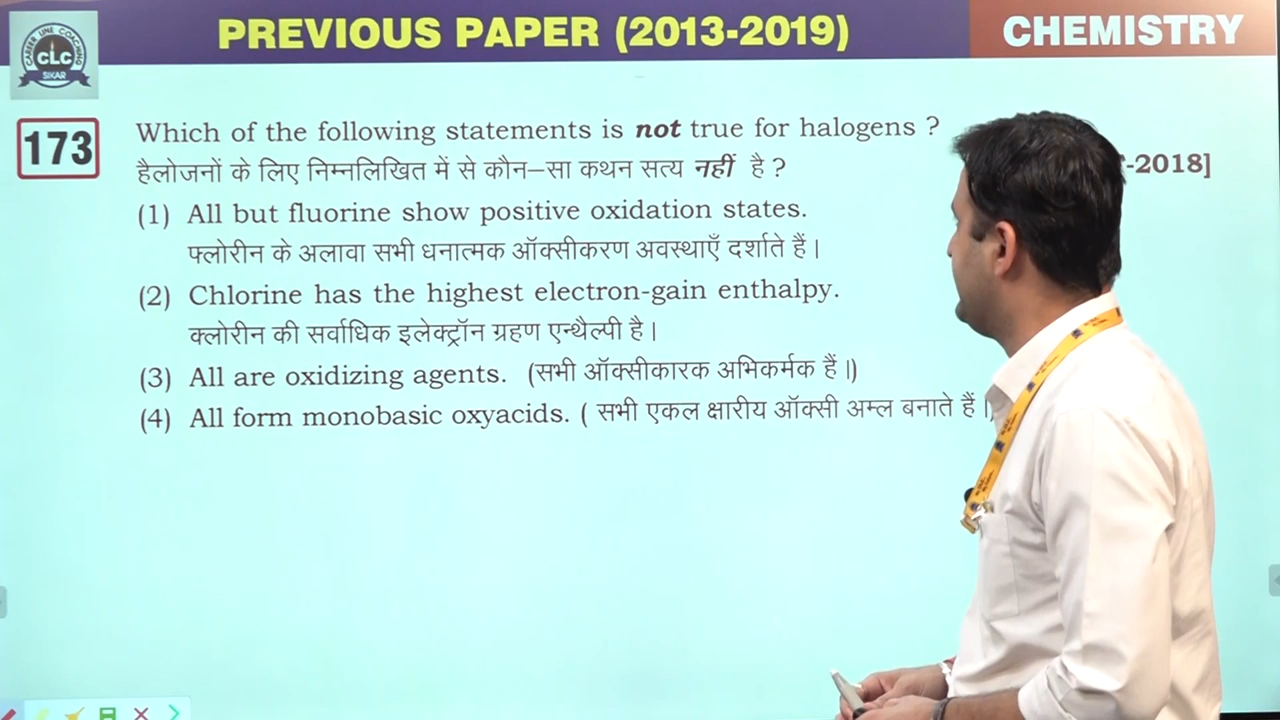 PREVIOUS PAPER (2013-2019)
CHEMISTRY
CAREER LINE COACHING
CLC
SIKAR
173
Which of the following statements is not true for halogens ?
हैलोजनों के लिए निम्नलिखित में से कौन–सा कथन सत्य नहीं है ?
-2018]
(1) All but fluorine show positive oxidation states.
फ्लोरीन के अलावा सभी धनात्मक ऑक्सीकरण अवस्थाएँ दर्शाते हैं।
(2) Chlorine has the highest electron-gain enthalpy.
क्लोरीन की सर्वाधिक इलेक्ट्रॉन ग्रहण एन्थैल्पी है।
(3) All are oxidizing agents. (सभी ऑक्सीकारक अभिकर्मक हैं।)
(4) All form monobasic oxyacids. ( सभी एकल क्षारीय ऑक्सी अम्ल बनाते हैं।